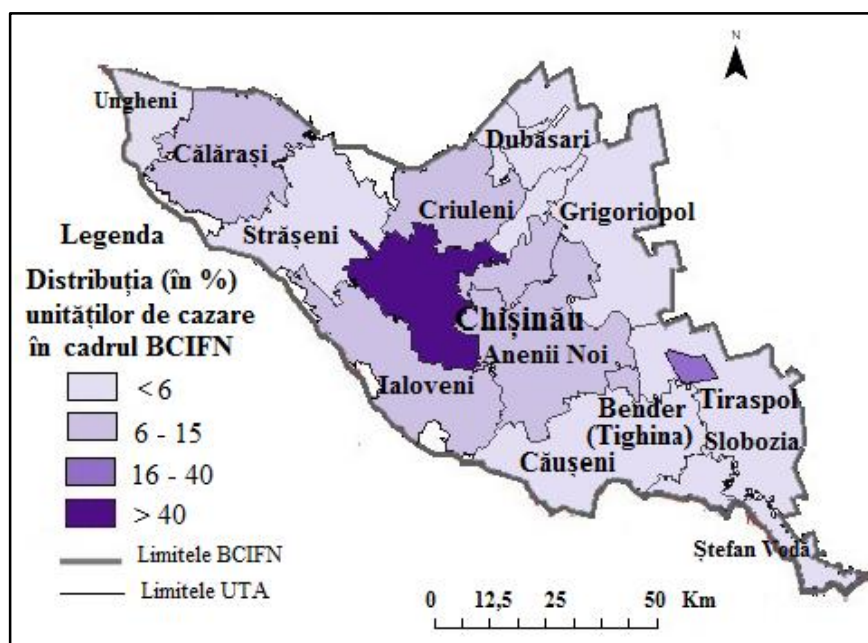 N
Ungheni
Călărași
Dubăsari
Criuleni
Grigoriopol
Strășeni
Chișinău
Anenii Noi
Ialoveni
Bender
(Tighina)
Tiraspol
Slobozia
Căușeni
Ștefan Vodă
Legenda
Distribuția (în %)
unităților de cazare
în cadrul BCIFN
< 6
6 - 15
16 - 40
> 40
Limitele BCIFN
Limitele UTA
0 12,5 25 50 Km